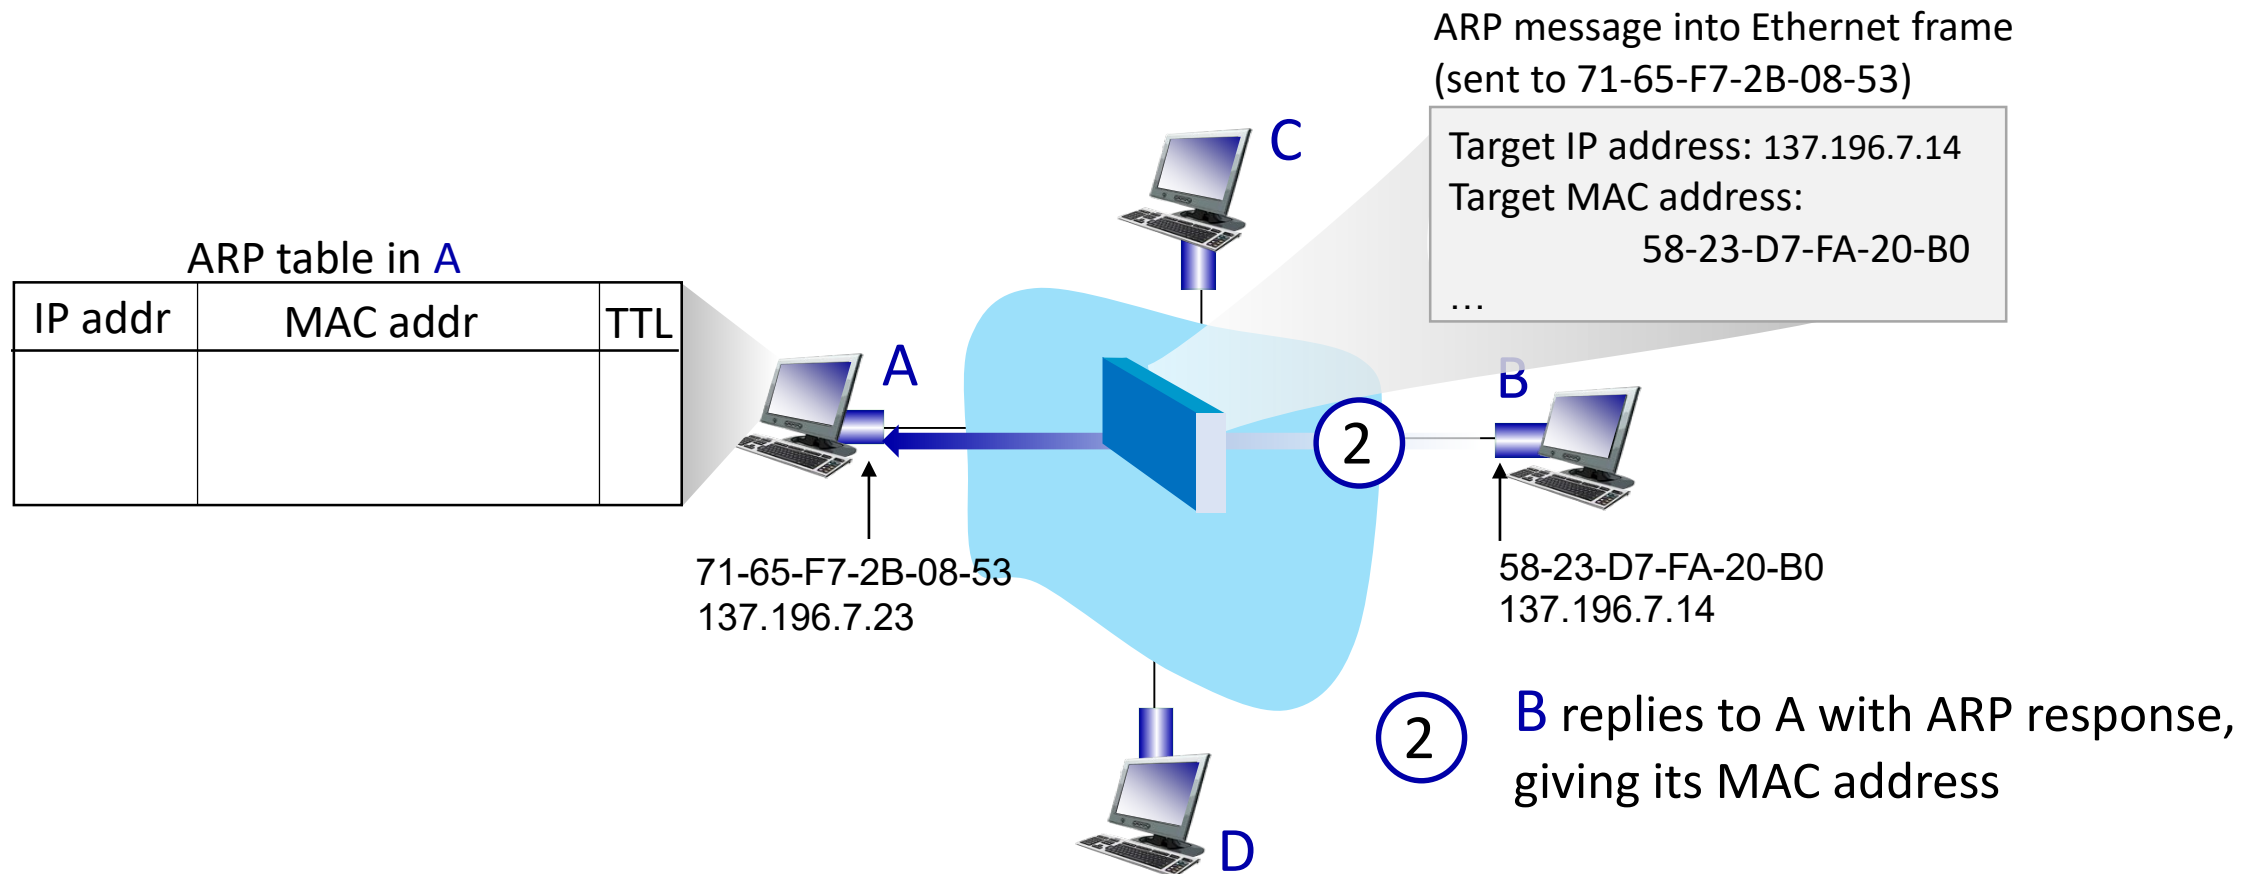 ARP message into Ethernet frame
(sent to 71-65-F7-2B-08-53)
Target IP address: 137.196.7.14
Target MAC address:
58-23-D7-FA-20-B0
…
C
ARP table in A
IP addr MAC addr TTL
A
B
2
71-65-F7-2B-08-53
137.196.7.23
58-23-D7-FA-20-B0
137.196.7.14
2
B replies to A with ARP response,
giving its MAC address
D